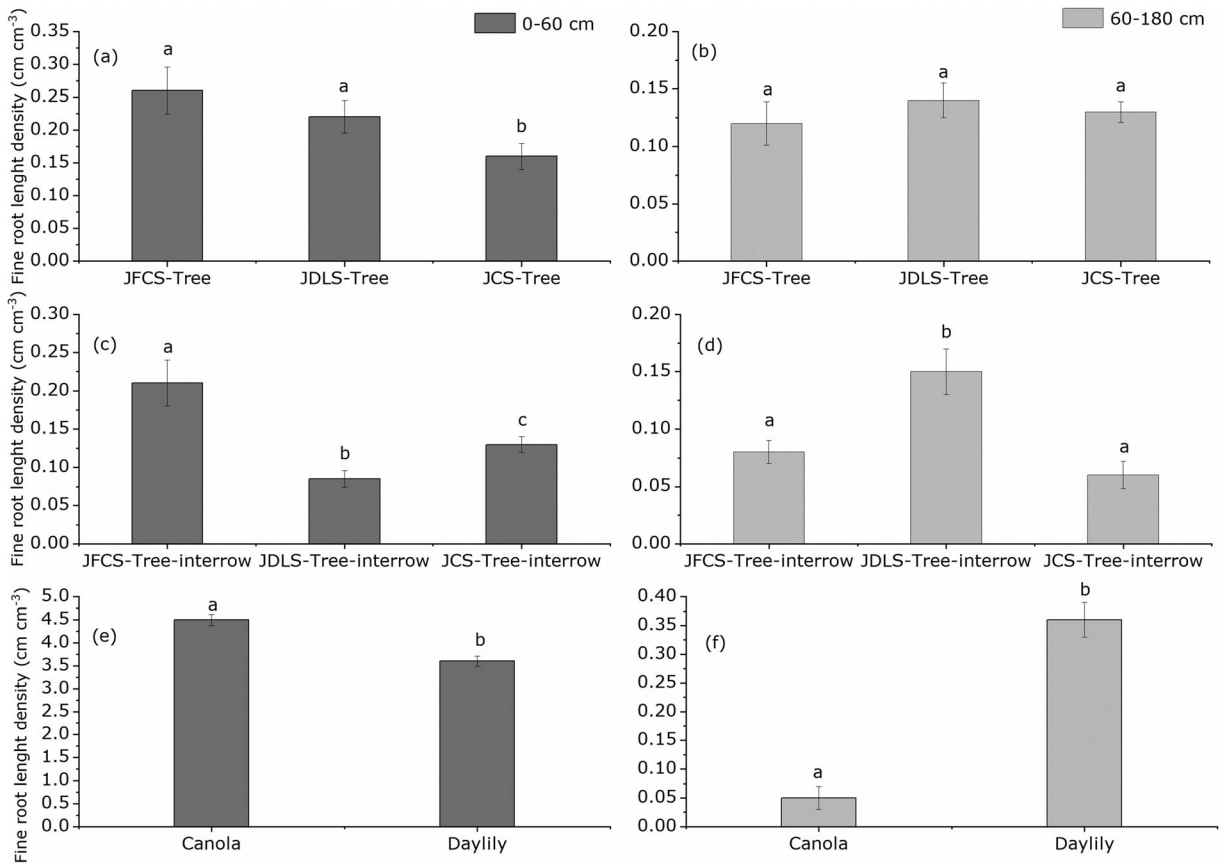 0-60 cm
60-180 cm
Fine root lenght density (cm cm⁻³)
0.35
0.30
0.25
0.20
0.15
0.10
0.05
0.00
(a)
a
a
b
JFCS-Tree
JDLS-Tree
JCS-Tree
0.20
0.15
0.10
0.05
0.00
(b)
a
a
a
JFCS-Tree
JDLS-Tree
JCS-Tree
Fine root lenght density (cm cm⁻³)
0.30
0.25
0.20
0.15
0.10
0.05
0.00
(c)
a
b
c
JFCS-Tree-interrow
JDLS-Tree-interrow
JCS-Tree-interrow
0.20
0.15
0.10
0.05
0.00
(d)
a
b
a
JFCS-Tree-interrow
JDLS-Tree-interrow
JCS-Tree-interrow
Fine root lenght density (cm cm⁻³)
5.0
4.5
4.0
3.5
3.0
2.5
2.0
1.5
1.0
0.5
0.0
(e)
a
b
Canola
Daylily
0.40
0.35
0.30
0.25
0.20
0.15
0.10
0.05
0.00
(f)
a
b
Canola
Daylily